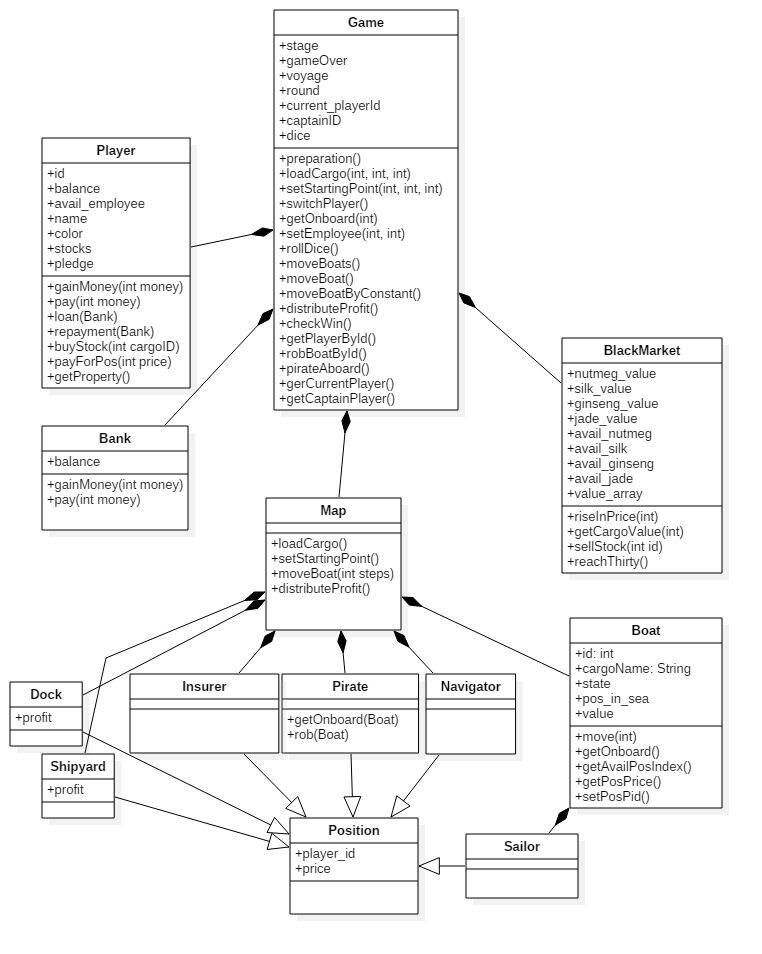 Game
+stage
+gameOver
+voyage
+round
+current_playerId
+captainID
+dice
+preparation()
+loadCargo(int, int, int)
+setStartingPoint(int, int, int)
+switchPlayer()
+getOnboard(int)
+setEmployee(int, int)
+rollDice()
+moveBoats()
+moveBoat()
+moveBoatByConstant()
+distributeProfit()
+checkWin()
+getPlayerById()
+robBoatById()
+pirateAboard()
+gerCurrentPlayer()
+getCaptainPlayer()
Player
+id
+balance
+avail_employee
+name
+color
+stocks
+pledge
+gainMoney(int money)
+pay(int money)
+loan(Bank)
+repayment(Bank)
+buyStock(int cargoID)
+payForPos(int price)
+getProperty()
BlackMarket
+nutmeg_value
+silk_value
+ginseng_value
+jade_value
+avail_nutmeg
+avail_silk
+avail_ginseng
+avail_jade
+value_array
+riseInPrice(int)
+getCargoValue(int)
+sellStock(int id)
+reachThirty()
Bank
+balance
+gainMoney(int money)
+pay(int money)
Map
+loadCargo()
+setStartingPoint()
+moveBoat(int steps)
+distributeProfit()
Boat
+id: int
+cargoName: String
+state
+pos_in_sea
+value
+move(int)
+getOnboard()
+getAvailPosIndex()
+getPosPrice()
+setPosPid()
Dock
+profit
Insurer
Pirate
+getOnboard(Boat)
+rob(Boat)
Navigator
Shipyard
+profit
Position
+player_id
+price
Sailor